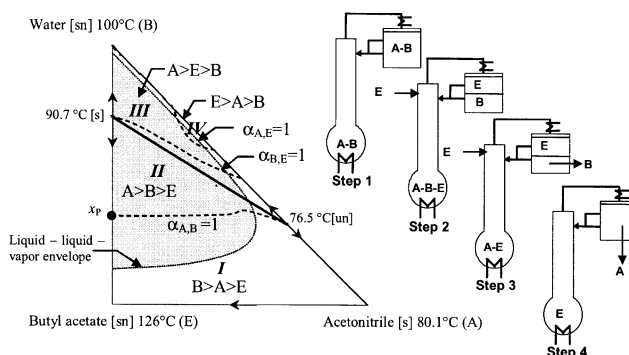 Water [sn] 100°C (B)
A>E>B
E>A>B
III
IV
α_A,E=1
α_B,E=1
90.7 °C [s]
II
A>B>E
x_P
α_A,B=1
76.5 °C[un]
Liquid – liquid –
vapor envelope
I
B>A>E
Butyl acetate [sn] 126°C (E)
Acetonitrile [s] 80.1°C (A)
A-B
A-B
Step 1
E
E
B
A-B-E
Step 2
E
E
B
A-E
Step 3
A
E
Step 4